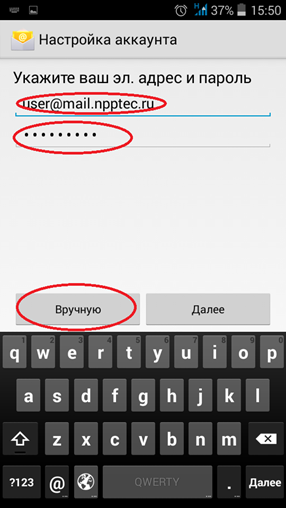 37% 15:50
Настройка аккаунта
Укажите ваш эл. адрес и пароль
user@mail.npptec.ru
•••••••••
Вручную Далее
q w e r t y u i o p
a s d f g h j k l
z x c v b n m
?123 @ QWERTY . Далее